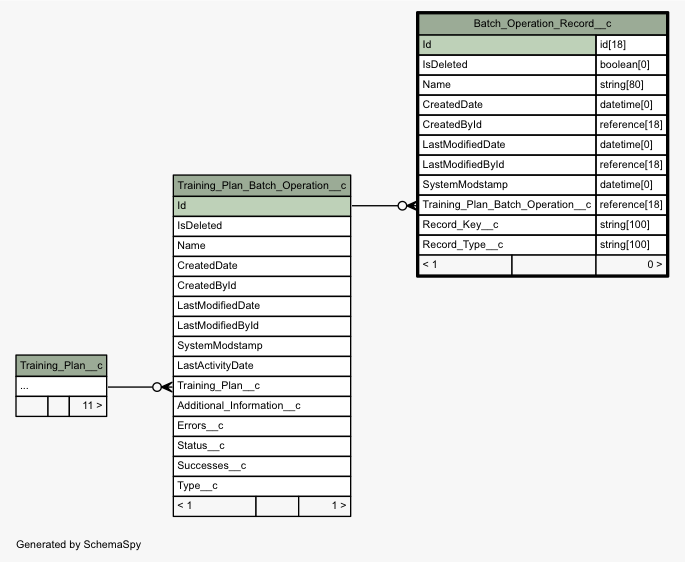 Batch_Operation_Record__c
Id id[18]
IsDeleted boolean[0]
Name string[80]
CreatedDate datetime[0]
CreatedById reference[18]
LastModifiedDate datetime[0]
LastModifiedById reference[18]
SystemModstamp datetime[0]
Training_Plan_Batch_Operation__c reference[18]
Record_Key__c string[100]
Record_Type__c string[100]
< 1 0 >
Training_Plan_Batch_Operation__c
Id
IsDeleted
Name
CreatedDate
CreatedById
LastModifiedDate
LastModifiedById
SystemModstamp
LastActivityDate
Training_Plan__c
Additional_Information__c
Errors__c
Status__c
Successes__c
Type__c
< 1 1 >
Training_Plan__c
...
11 >
Generated by SchemaSpy